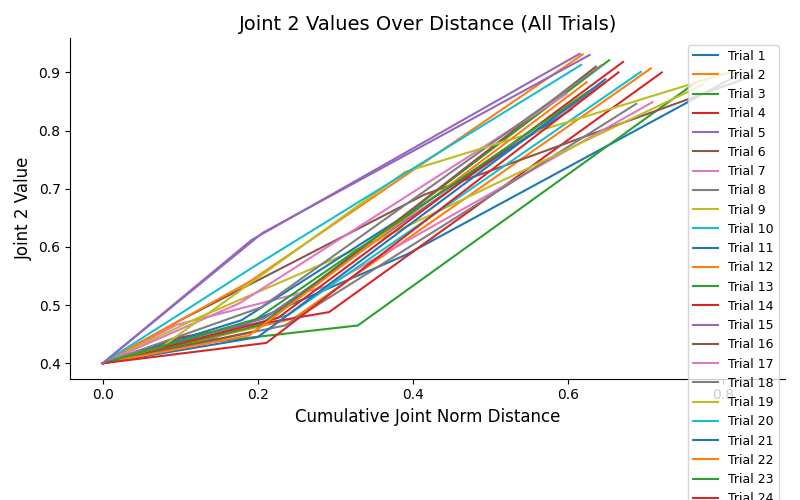 Joint 2 Values Over Distance (All Trials)
Joint 2 Value
0.9
0.8
0.7
0.6
0.5
0.4
0.0
0.2
0.4
0.6
0.8
Cumulative Joint Norm Distance
Trial 1
Trial 2
Trial 3
Trial 4
Trial 5
Trial 6
Trial 7
Trial 8
Trial 9
Trial 10
Trial 11
Trial 12
Trial 13
Trial 14
Trial 15
Trial 16
Trial 17
Trial 18
Trial 19
Trial 20
Trial 21
Trial 22
Trial 23
Trial 24